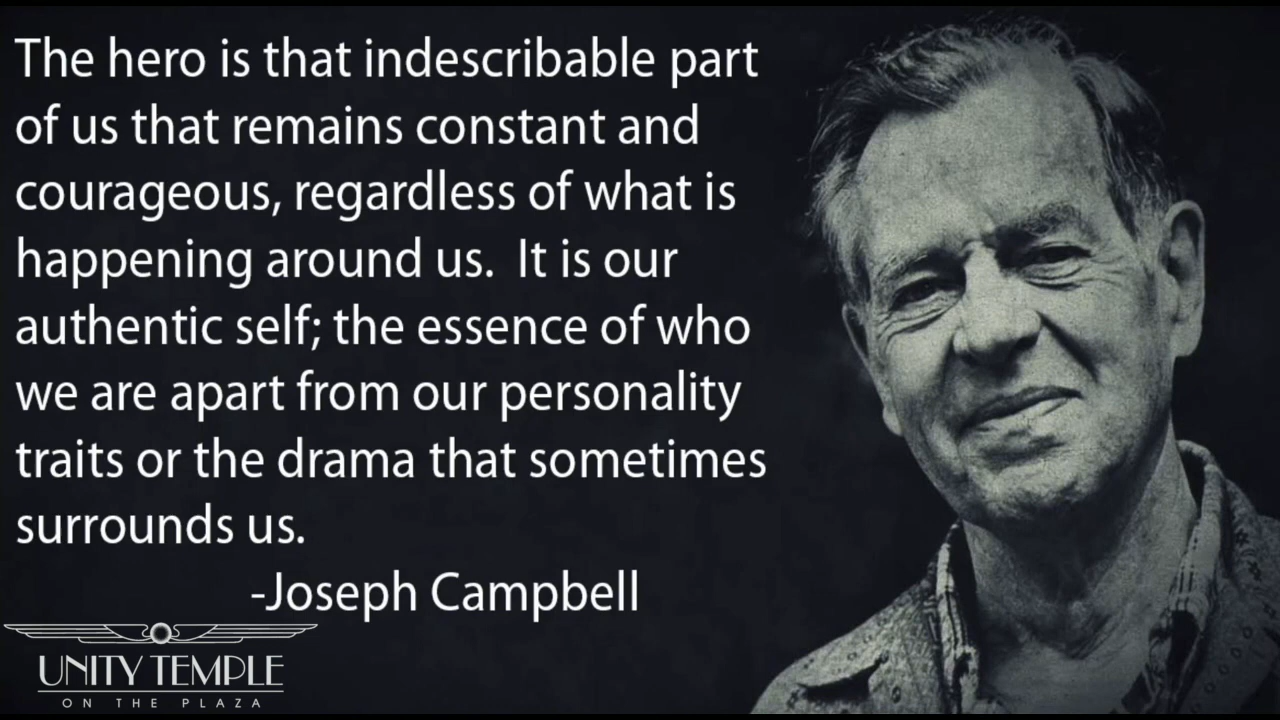 The hero is that indescribable part
of us that remains constant and
courageous, regardless of what is
happening around us.  It is our
authentic self; the essence of who
we are apart from our personality
traits or the drama that sometimes
surrounds us.
-Joseph Campbell
UNITY TEMPLE
ON THE PLAZA